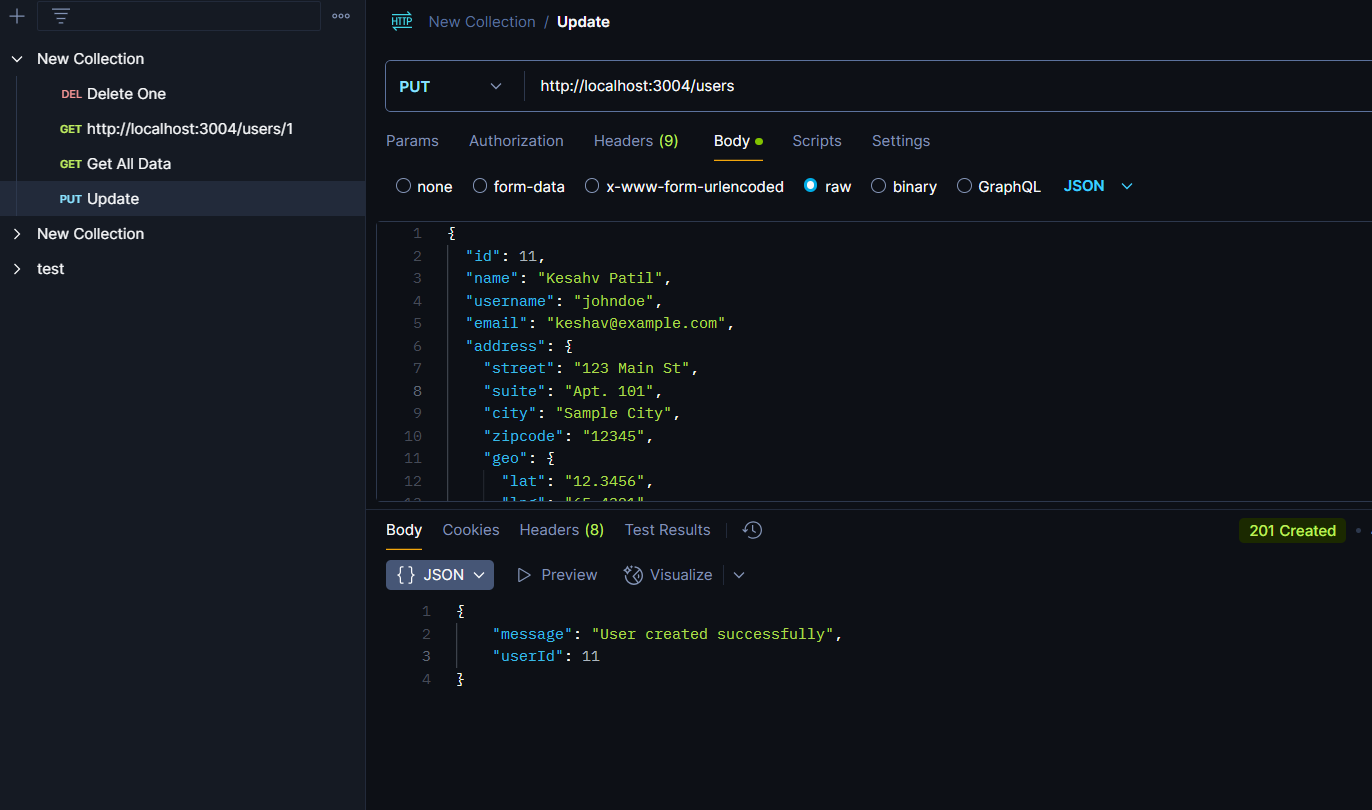 New Collection
DEL Delete One
GET http://localhost:3004/users/1
GET Get All Data
PUT Update
New Collection
test
HTTP New Collection / Update
PUT http://localhost:3004/users
Params Authorization Headers (9) Body Scripts Settings
none form-data x-www-form-urlencoded raw binary GraphQL JSON
1 {
2 "id": 11,
3 "name": "Kesahv Patil",
4 "username": "johndoe",
5 "email": "keshav@example.com",
6 "address": {
7 "street": "123 Main St",
8 "suite": "Apt. 101",
9 "city": "Sample City",
10 "zipcode": "12345",
11 "geo": {
12 "lat": "12.3456",
Body Cookies Headers (8) Test Results 201 Created
{} JSON Preview Visualize
1 {
2 "message": "User created successfully",
3 "userId": 11
4 }